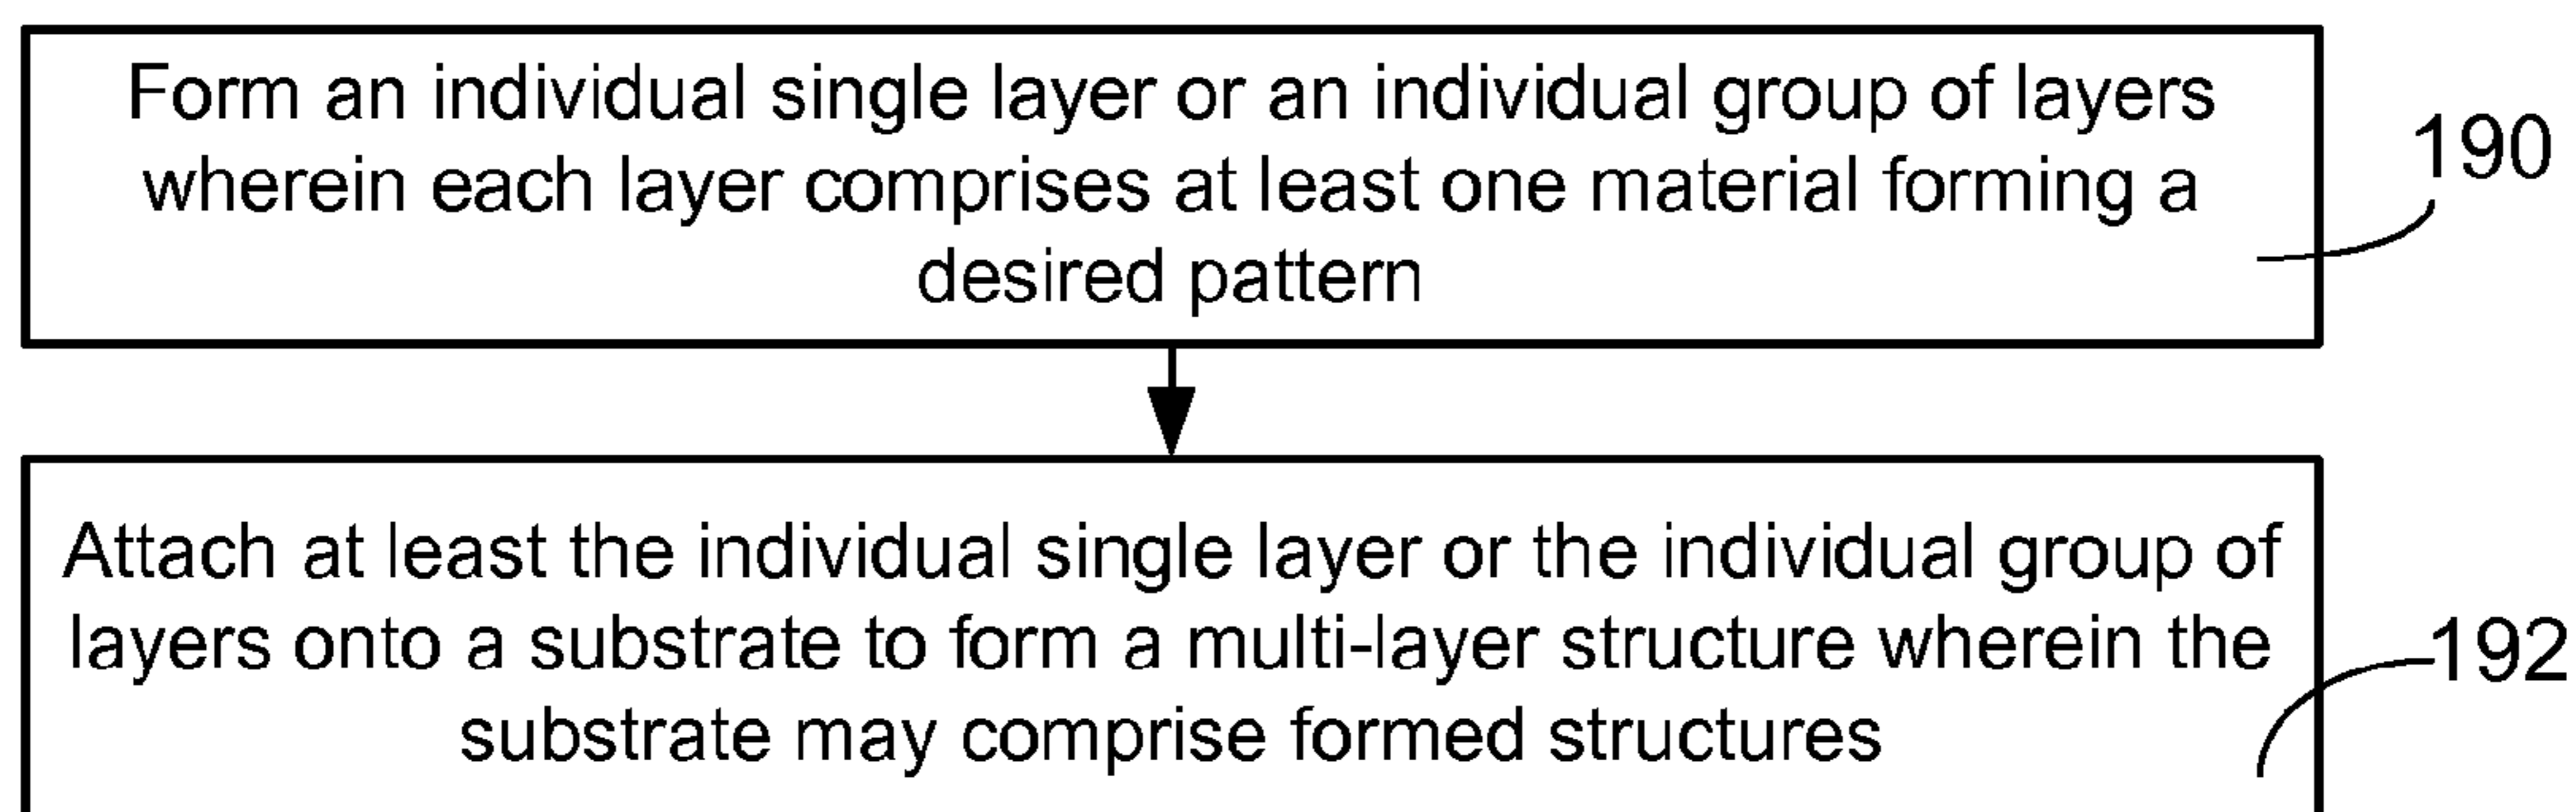 Form an individual single layer or an individual group of layers
wherein each layer comprises at least one material forming a
desired pattern
190
Attach at least the individual single layer or the individual group of
layers onto a substrate to form a multi-layer structure wherein the
substrate may comprise formed structures
192